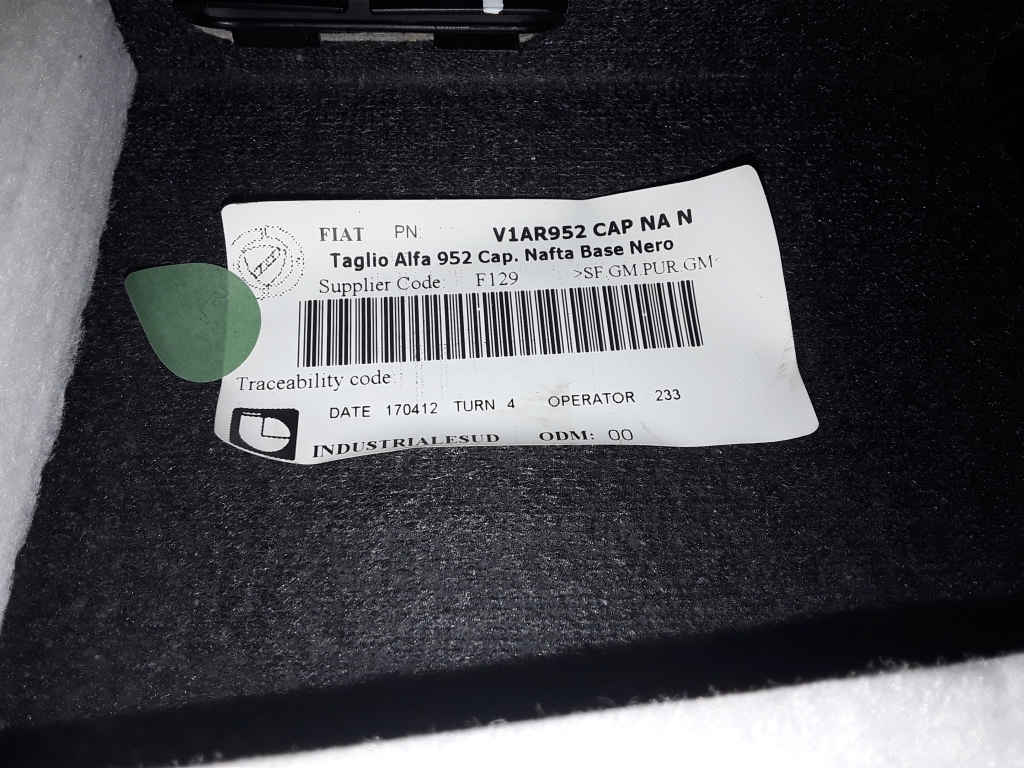 FIAT PN: V1AR952 CAP NA N
Taglio Alfa 952 Cap. Nafta Base Nero
Supplier Code: F129 >SF.GM.PUR.GM<
Traceability code:
DATE 170412 TURN 4 OPERATOR 233
INDUSTRIALESUD ODM: 00